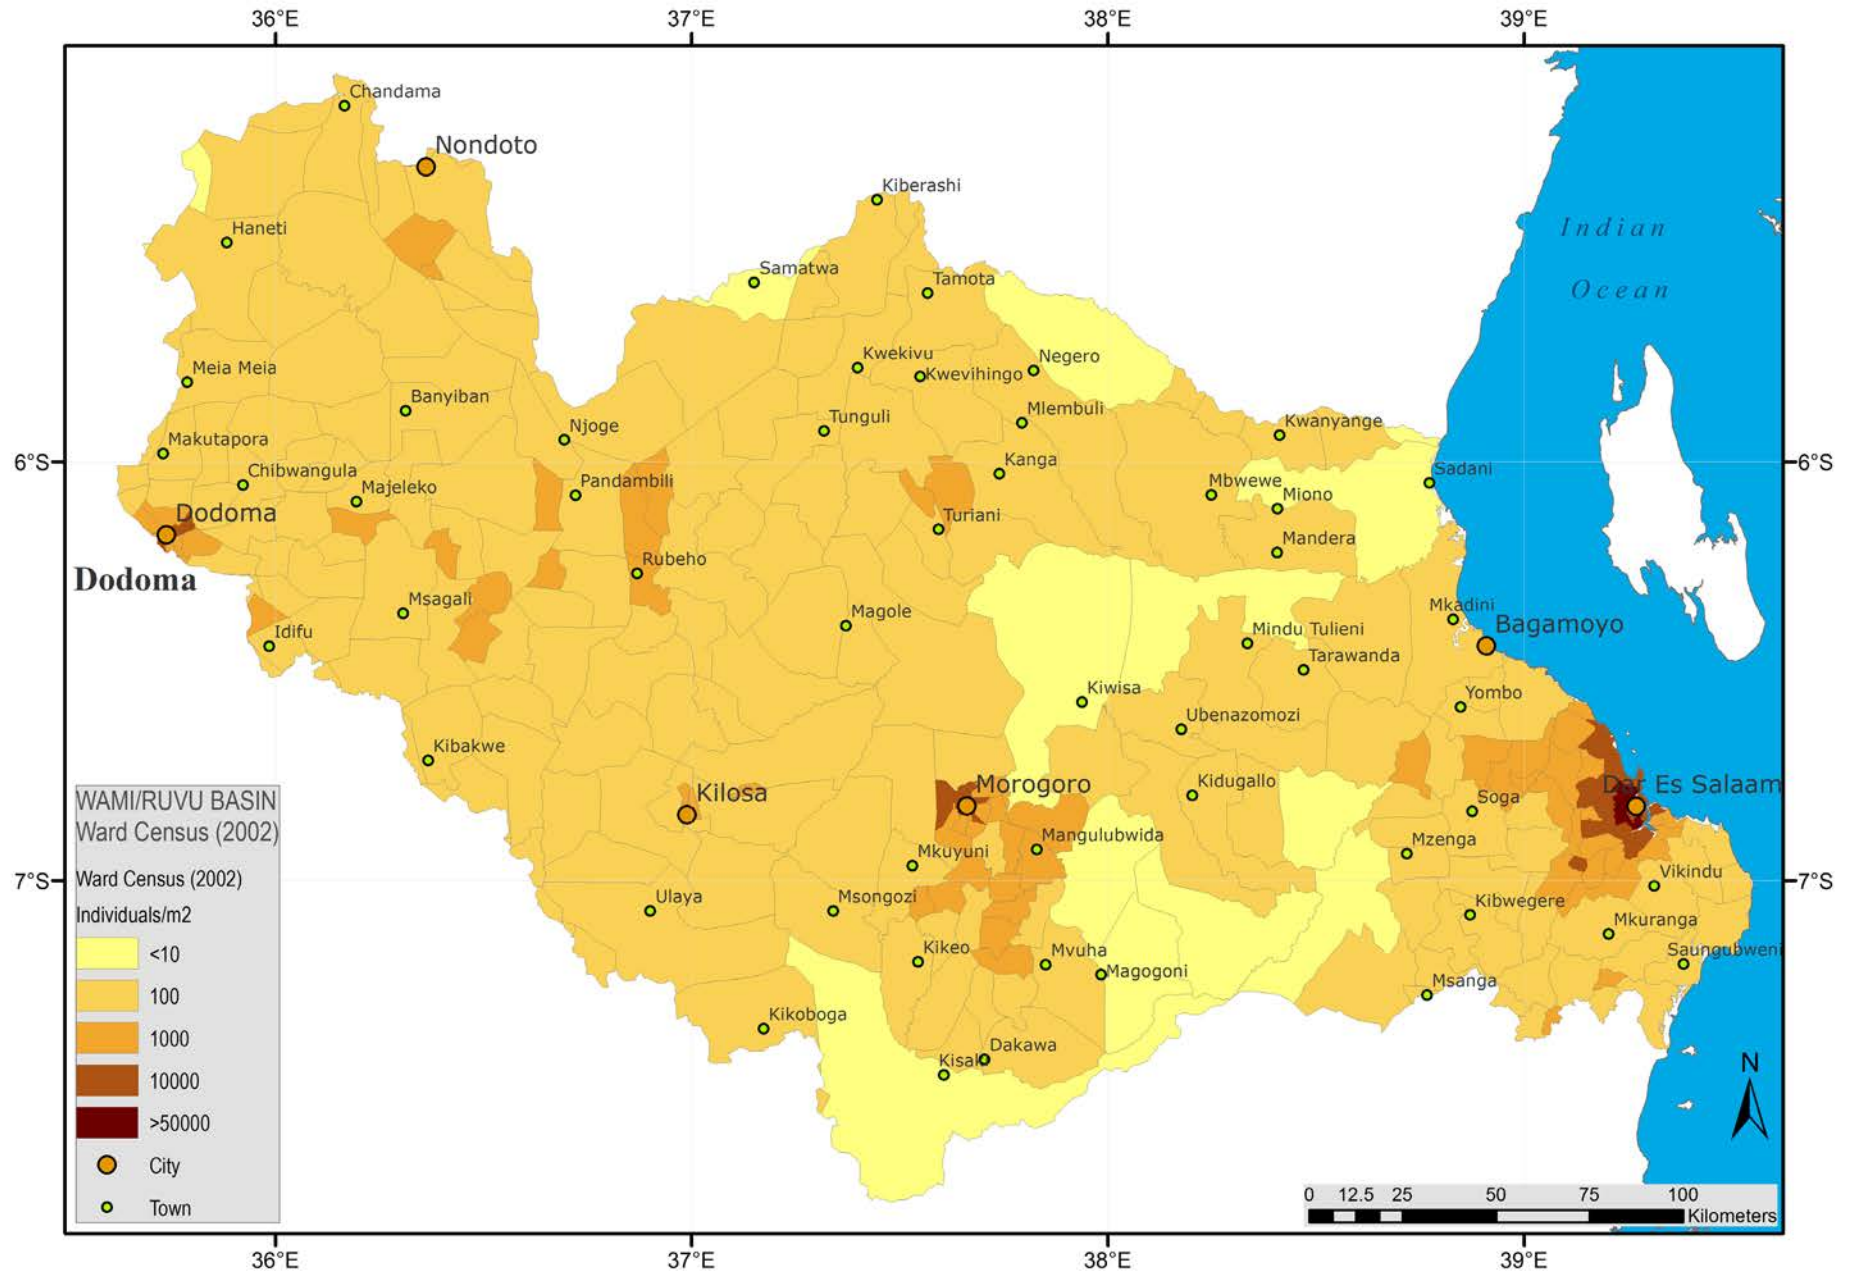 36°E
37°E
38°E
39°E
Chandama
Nondoto
Kiberashi
Haneti
Indian
Ocean
Samatwa
Tamota
Meia Meia
Kwekivu
Kwevihingo
Negero
Banyiban
Mlembuli
Tunguli
Njoge
Kwanyange
Makutapora
Kanga
6°S
6°S
Chibwangula
Majeleko
Pandambili
Mbwewe
Sadani
Miono
Dodoma
Turiani
Mandera
Dodoma
Rubeho
Msagali
Magole
Mkadini
Idifu
Mindu Tulieni
Bagamoyo
Tarawanda
Kiwisa
Yombo
Ubenazomozi
Kibakwe
Kilosa
Morogoro
Kidugallo
Soga
Dar Es Salaam
Mangulubwida
Mzenga
Mkuyuni
7°S
7°S
Vikindu
Ulaya
Msongozi
Kibwegere
Mkuranga
Kikeo
Mvuha
Magogoni
Saungubweni
Msanga
Kikoboga
Dakawa
Kisaki
WAMI/RUVU BASIN
Ward Census (2002)
Ward Census (2002)
Individuals/m2
<10
100
1000
10000
>50000
City
Town
N
0 12.5 25 50 75 100
Kilometers
36°E
37°E
38°E
39°E